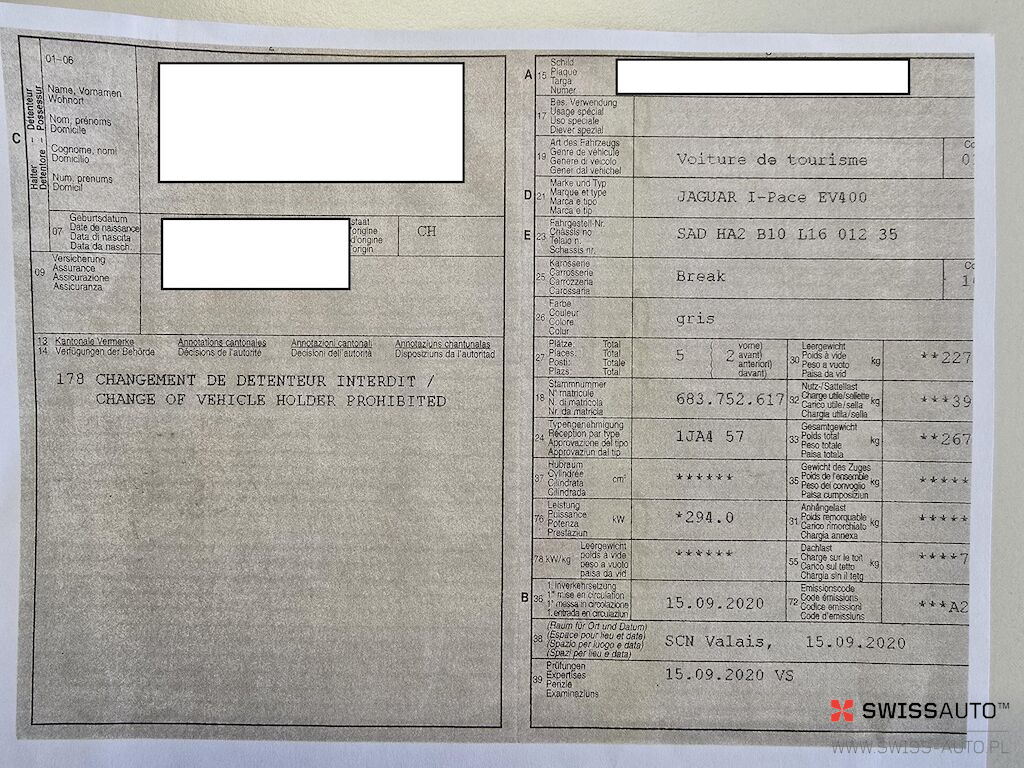 01-06
Halter - Detenteur
Detentore - Possessur
C
Name, Vornamen
Wohnort
Nom, prénoms
Domicile
Cognome, nomi
Domicilio
Num, prenums
Domicil
07 Geburtsdatum
Date de naissance
Data di nascita
Data da nasch.
staat
'origine
d'origine
'origin
CH
09 Versicherung
Assurance
Assicurazione
Assicuranza
13 Kantonale Vermerke Annotations cantonales Annotazioni cantonali Annotaziuns chantunalas
14 Verfügungen der Behörde Décisions de l'autorité Decisioni dell'autorità Disposiziuns da l'autoritad
178 CHANGEMENT DE DETENTEUR INTERDIT /
CHANGE OF VEHICLE HOLDER PROHIBITED
A 15 Schild
Plaque
Targa
Numer
17 Bes. Verwendung
Usage spécial
Uso speciale
Diever spezial
19 Art des Fahrzeugs
Genre de véhicule
Genere di veicolo
Gener dal vehichel
Voiture de tourisme
D 21 Marke und Typ
Marque et type
Marca e tipo
Marca e tip
JAGUAR I-Pace EV400
E 23 Fahrgestell-Nr.
Châssis no
Telaio n.
Schassis nr.
SAD HA2 B10 L16 012 35
25 Karosserie
Carrosserie
Carrozzeria
Carossaria
Break
26 Farbe
Couleur
Colore
Colur
gris
27 Plätze: Total
Places: Total
Posti: Totale
Plazs: Total
5 ( 2 vorne)
avant)
anteriori)
davant)
30 Leergewicht
Poids à vide
Peso a vuoto
Paisa da vid
kg
**227
18 Stammnummer
N° matricule
N. di matricola
Nr. da matricla
683.752.617
32 Nutz-/Sattellast
Charge utile/sellette
Carico utile/sella
Chargia utila/sella
kg
***39
24 Typengenehmigung
Réception par type
Approvazione del tipo
Approvaziun dal tip
1JA4 57
33 Gesamtgewicht
Poids total
Peso totale
Paisa totala
kg
**267
37 Hubraum
Cylindrée
Cilindrata
Cilindrada
cm³
******
35 Gewicht des Zuges
Poids de l'ensemble
Peso del convoglio
Paisa cumposiziun
kg
*****
76 Leistung
Puissance
Potenza
Prestaziun
kW
*294.0
31 Anhängelast
Poids remorquable
Carico rimorchiato
Chargia annexa
kg
*****
78 kW/kg Leergewicht
poids à vide
peso a vuoto
paisa da vid
******
55 Dachlast
Charge sur le toit
Carico sul tetto
Chargia sin il tetg
kg
****7
B 36 1. Inverkehrsetzung
1re mise en circulation
1a messa in circolazione
1. entrada en circulaziun
15.09.2020
72 Emissionscode
Code émissions
Codice emissioni
Code d'emissiuns
***A2
38 (Raum für Ort und Datum)
(Espace pour lieu et date)
(Spazio per luogo e data)
(Spazi per lieu e data)
SCN Valais, 15.09.2020
39 Prüfungen
Expertises
Perizie
Examinaziuns
15.09.2020 VS
SWISSAUTO™
WWW.SWISS-AUTO.PL